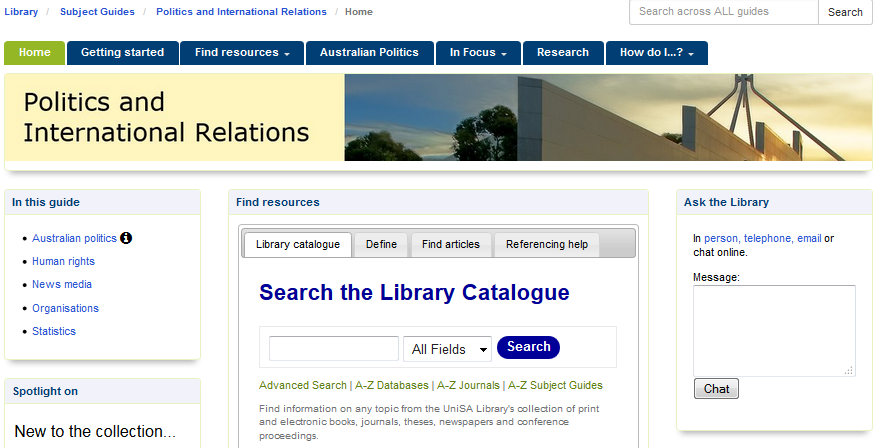 Library / Subject Guides / Politics and International Relations / Home
Search across ALL guides Search
Home Getting started Find resources Australian Politics In Focus Research How do I...?
Politics and
International Relations
In this guide
Australian politics
Human rights
News media
Organisations
Statistics
Spotlight on
New to the collection...
Find resources
Library catalogue Define Find articles Referencing help
Search the Library Catalogue
All Fields Search
Advanced Search | A-Z Databases | A-Z Journals | A-Z Subject Guides
Find information on any topic from the UniSA Library's collection of print
and electronic books, journals, theses, newspapers and conference
proceedings.
Ask the Library
In person, telephone, email or
chat online.
Message:
Chat